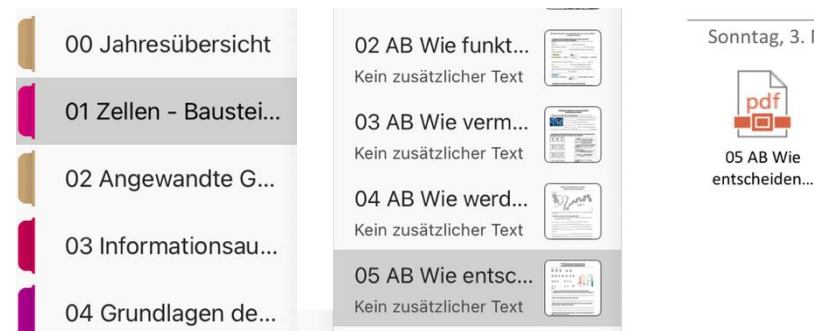 00 Jahresübersicht
01 Zellen - Baustei...
02 Angewandte G...
03 Informationsau...
04 Grundlagen de...
02 AB Wie funkt...
Kein zusätzlicher Text
03 AB Wie verm...
Kein zusätzlicher Text
04 AB Wie werd...
Kein zusätzlicher Text
05 AB Wie entsc...
Kein zusätzlicher Text
Sonntag, 3.
pdf
05 AB Wie
entscheiden...